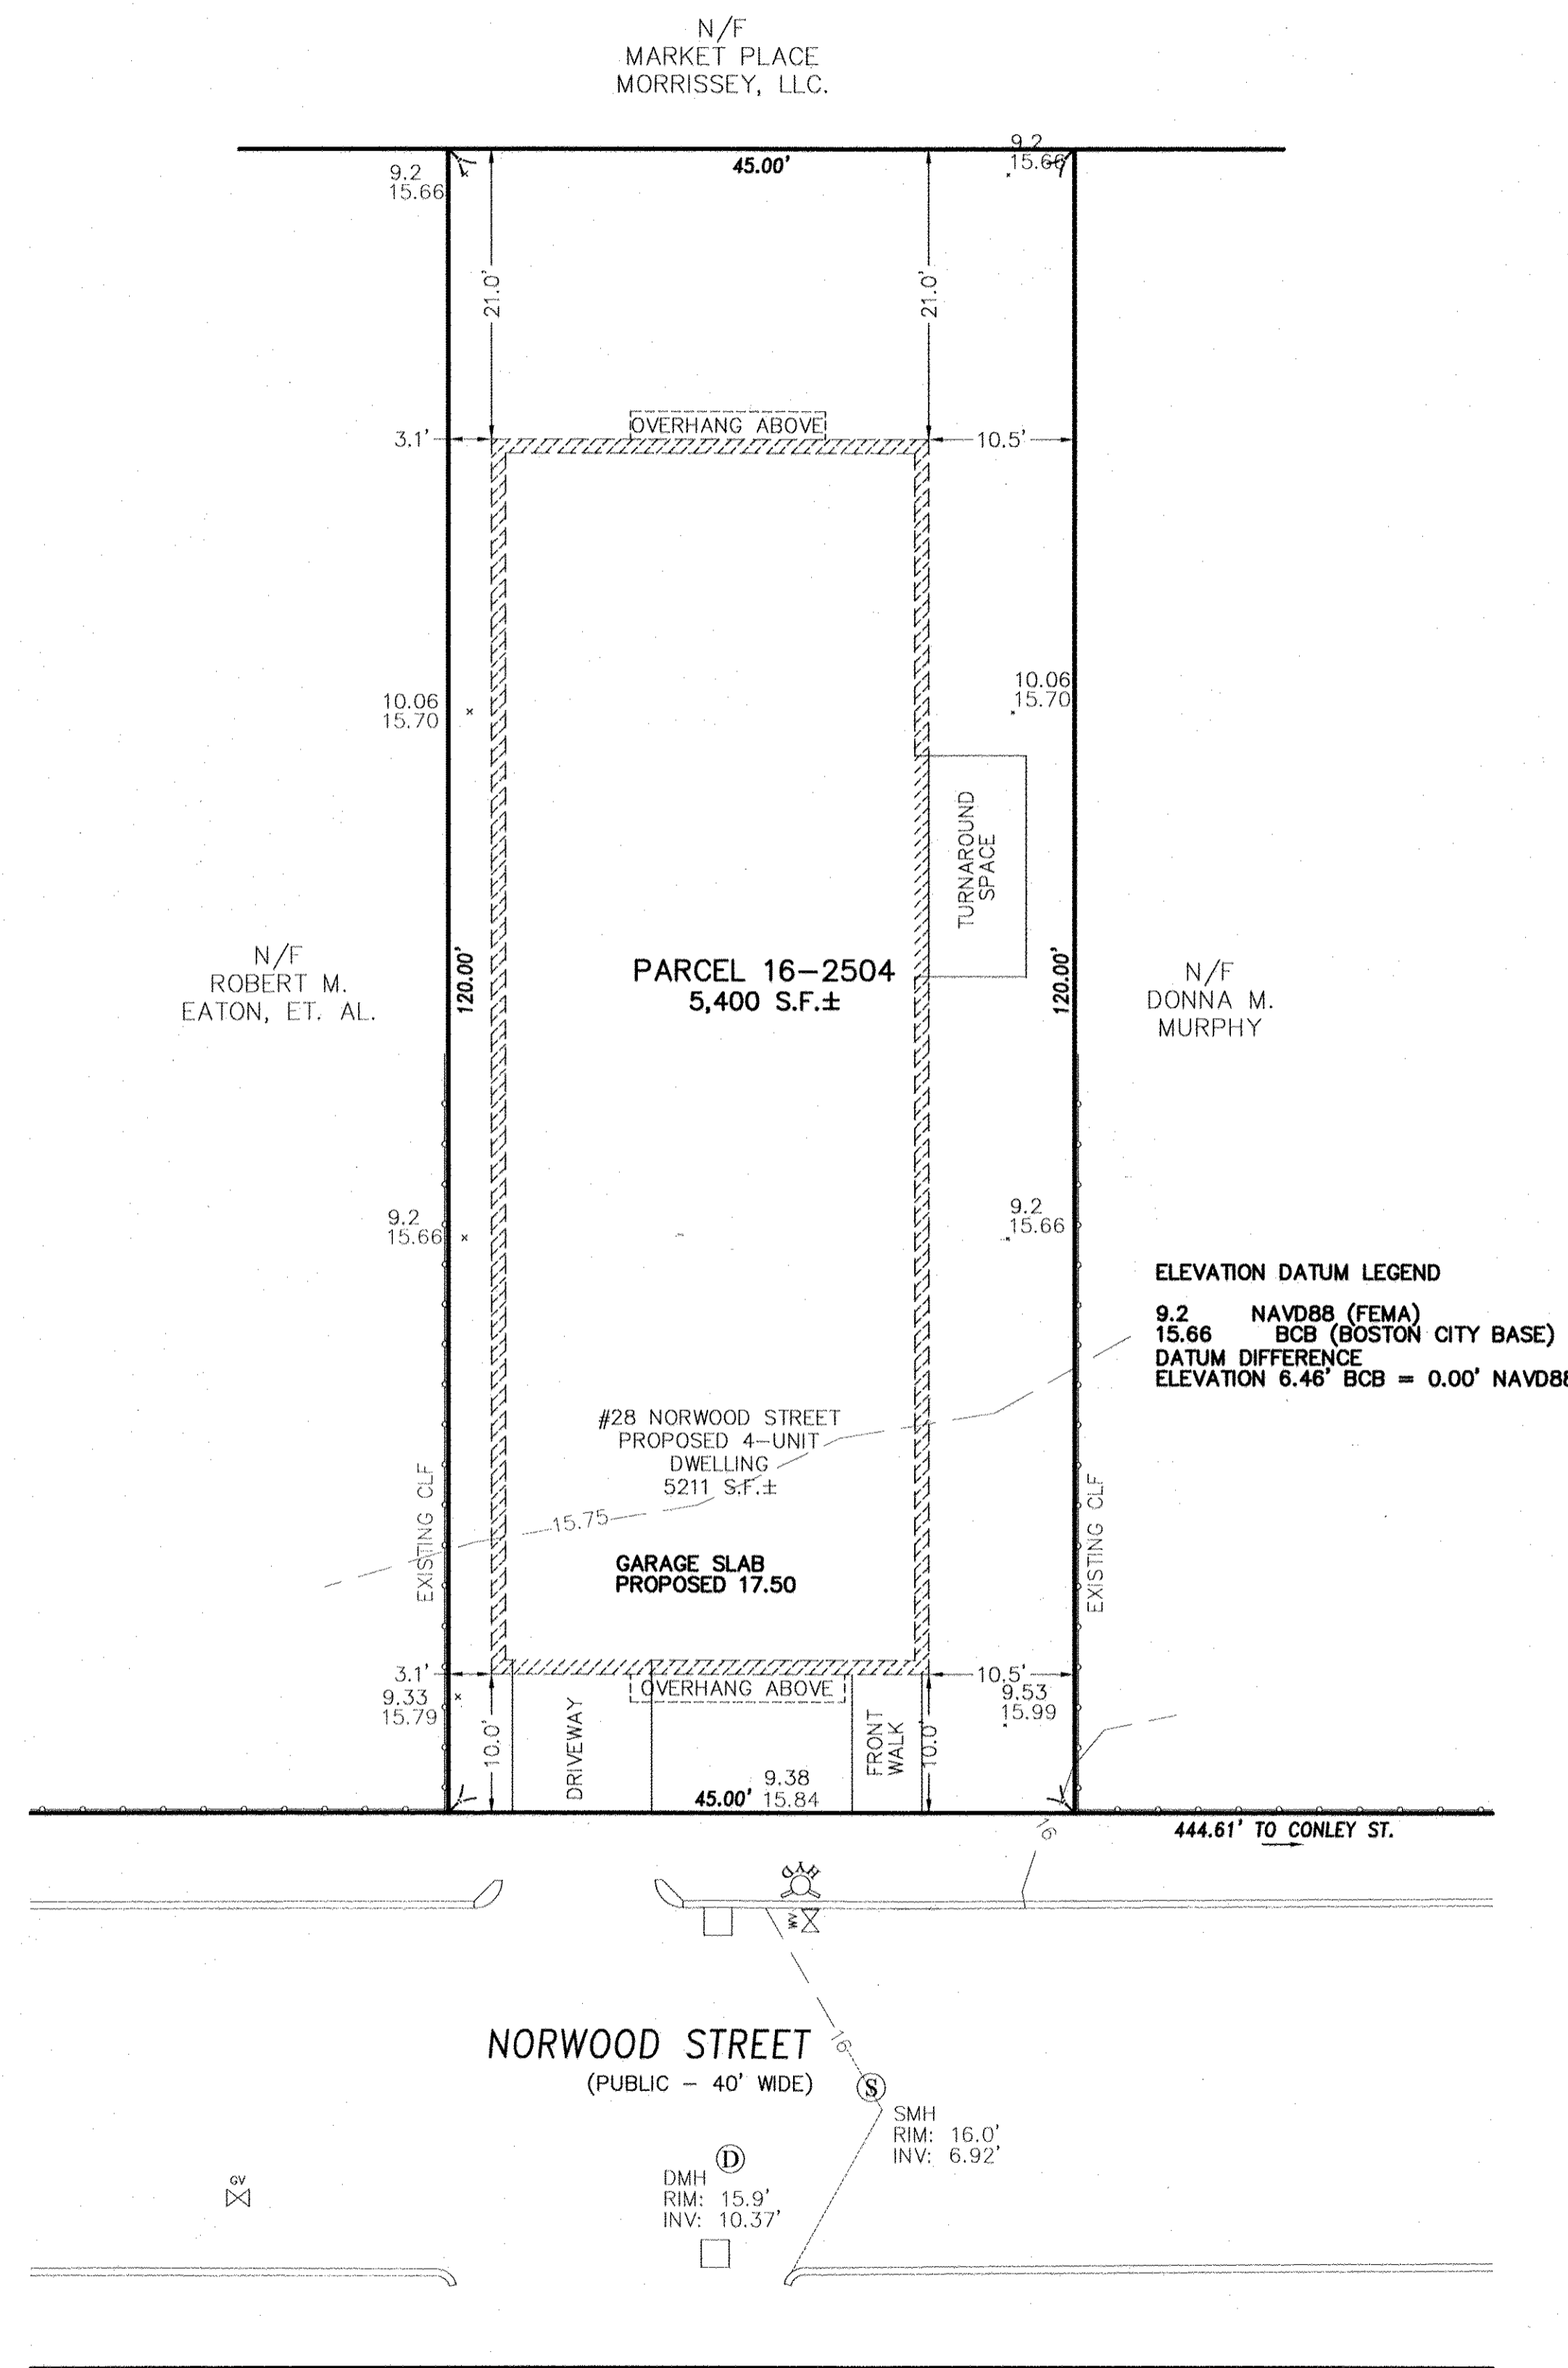 N/F
MARKET PLACE
MORRISSEY, LLC.
45.00'
9.2
15.66
9.2
15.66
21.0'
21.0'
OVERHANG ABOVE
3.1'
10.5'
10.06
15.70
10.06
15.70
TURNAROUND
SPACE
N/F
ROBERT M.
EATON, ET. AL.
120.00'
PARCEL 16-2504
5,400 S.F.±
120.00'
N/F
DONNA M.
MURPHY
9.2
15.66
9.2
15.66
ELEVATION DATUM LEGEND
9.2 NAVD88 (FEMA)
15.66 BCB (BOSTON CITY BASE)
DATUM DIFFERENCE
ELEVATION 6.46' BCB = 0.00' NAVD88
#28 NORWOOD STREET
PROPOSED 4-UNIT
DWELLING
5211 S.F.±
15.75
EXISTING CLF
EXISTING CLF
GARAGE SLAB
PROPOSED 17.50
3.1'
10.5'
OVERHANG ABOVE
9.33
15.79
9.53
15.99
10.0'
DRIVEWAY
FRONT
WALK
10.0'
9.38
45.00' 15.84
444.61' TO CONLEY ST.
16
HYD
WV
NORWOOD STREET
(PUBLIC - 40' WIDE)
16
S
SMH
RIM: 16.0'
INV: 6.92'
D
DMH
RIM: 15.9'
INV: 10.37'
GV